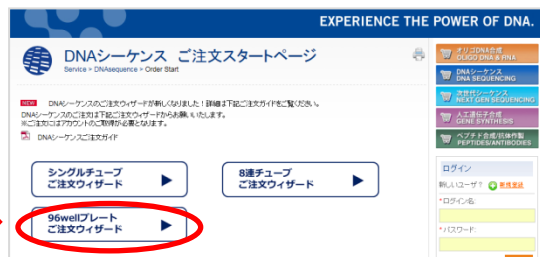 EXPERIENCE THE POWER OF DNA.
DNAシーケンス ご注文スタートページ
Service > DNAsequence > Order Start
NEW DNAシーケンスのご注文ウィザードが新しくなりました！詳細は下記ご注文ガイドをご覧ください。
DNAシーケンスのご注文は下記ご注文ウィザードからお願いいたします。
※ご注文にはアカウントのご取得が必要となります。
DNAシーケンスご注文ガイド
シングルチューブ
ご注文ウィザード
8連チューブ
ご注文ウィザード
96wellプレート
ご注文ウィザード
オリゴDNA合成
OLIGO DNA & RNA
DNAシーケンス
DNA SEQUENCING
次世代シーケンス
NEXT GEN SEQUENCING
人工遺伝子合成
GENE SYNTHESIS
ペプチド合成/抗体作製
PEPTIDES/ANTIBODIES
ログイン
新しいユーザ？ 新規登録
*ログイン名:
*パスワード: